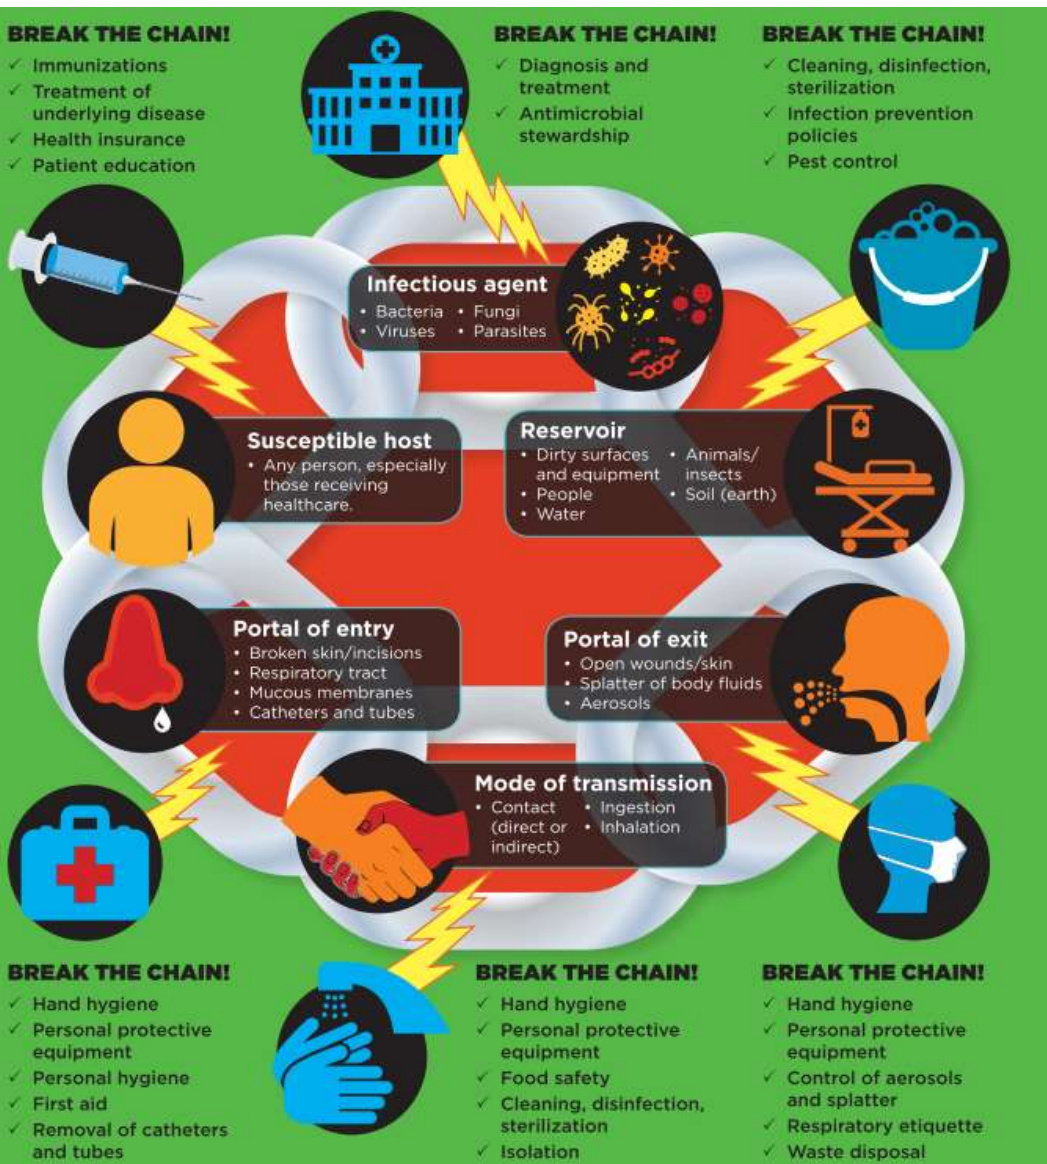 BREAK THE CHAIN!
✓ Immunizations
✓ Treatment of
underlying disease
✓ Health insurance
✓ Patient education
BREAK THE CHAIN!
✓ Diagnosis and
treatment
✓ Antimicrobial
stewardship
BREAK THE CHAIN!
✓ Cleaning, disinfection,
sterilization
✓ Infection prevention
policies
✓ Pest control
Infectious agent
• Bacteria • Fungi
• Viruses • Parasites
Susceptible host
• Any person, especially
those receiving
healthcare.
Reservoir
• Dirty surfaces
and equipment
• People
• Water
• Animals/
insects
• Soil (earth)
Portal of entry
• Broken skin/incisions
• Respiratory tract
• Mucous membranes
• Catheters and tubes
Portal of exit
• Open wounds/skin
• Splatter of body fluids
• Aerosols
Mode of transmission
• Contact
(direct or
indirect)
• Ingestion
• Inhalation
BREAK THE CHAIN!
✓ Hand hygiene
✓ Personal protective
equipment
✓ Personal hygiene
✓ First aid
✓ Removal of catheters
and tubes
BREAK THE CHAIN!
✓ Hand hygiene
✓ Personal protective
equipment
✓ Food safety
✓ Cleaning, disinfection,
sterilization
✓ Isolation
BREAK THE CHAIN!
✓ Hand hygiene
✓ Personal protective
equipment
✓ Control of aerosols
and splatter
✓ Respiratory etiquette
✓ Waste disposal